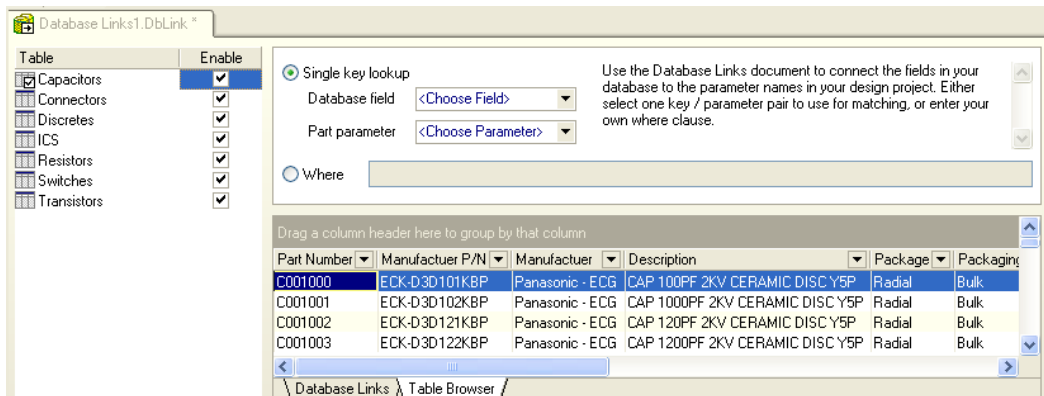 Database Links1.DbLink *
Table Enable
Capacitors
Connectors
Discretes
ICS
Resistors
Switches
Transistors
Single key lookup
Database field <Choose Field>
Part parameter <Choose Parameter>
Where
Use the Database Links document to connect the fields in your
database to the parameter names in your design project. Either
select one key / parameter pair to use for matching, or enter your
own where clause.
Drag a column header here to group by that column
Part Number Manufactuer P/N Manufactuer Description Package Packaging
C001000 ECK-D3D101KBP Panasonic - ECG CAP 100PF 2KV CERAMIC DISC Y5P Radial Bulk
C001001 ECK-D3D102KBP Panasonic - ECG CAP 1000PF 2KV CERAMIC DISC Y5P Radial Bulk
C001002 ECK-D3D121KBP Panasonic - ECG CAP 120PF 2KV CERAMIC DISC Y5P Radial Bulk
C001003 ECK-D3D122KBP Panasonic - ECG CAP 1200PF 2KV CERAMIC DISC Y5P Radial Bulk
Database Links Table Browser